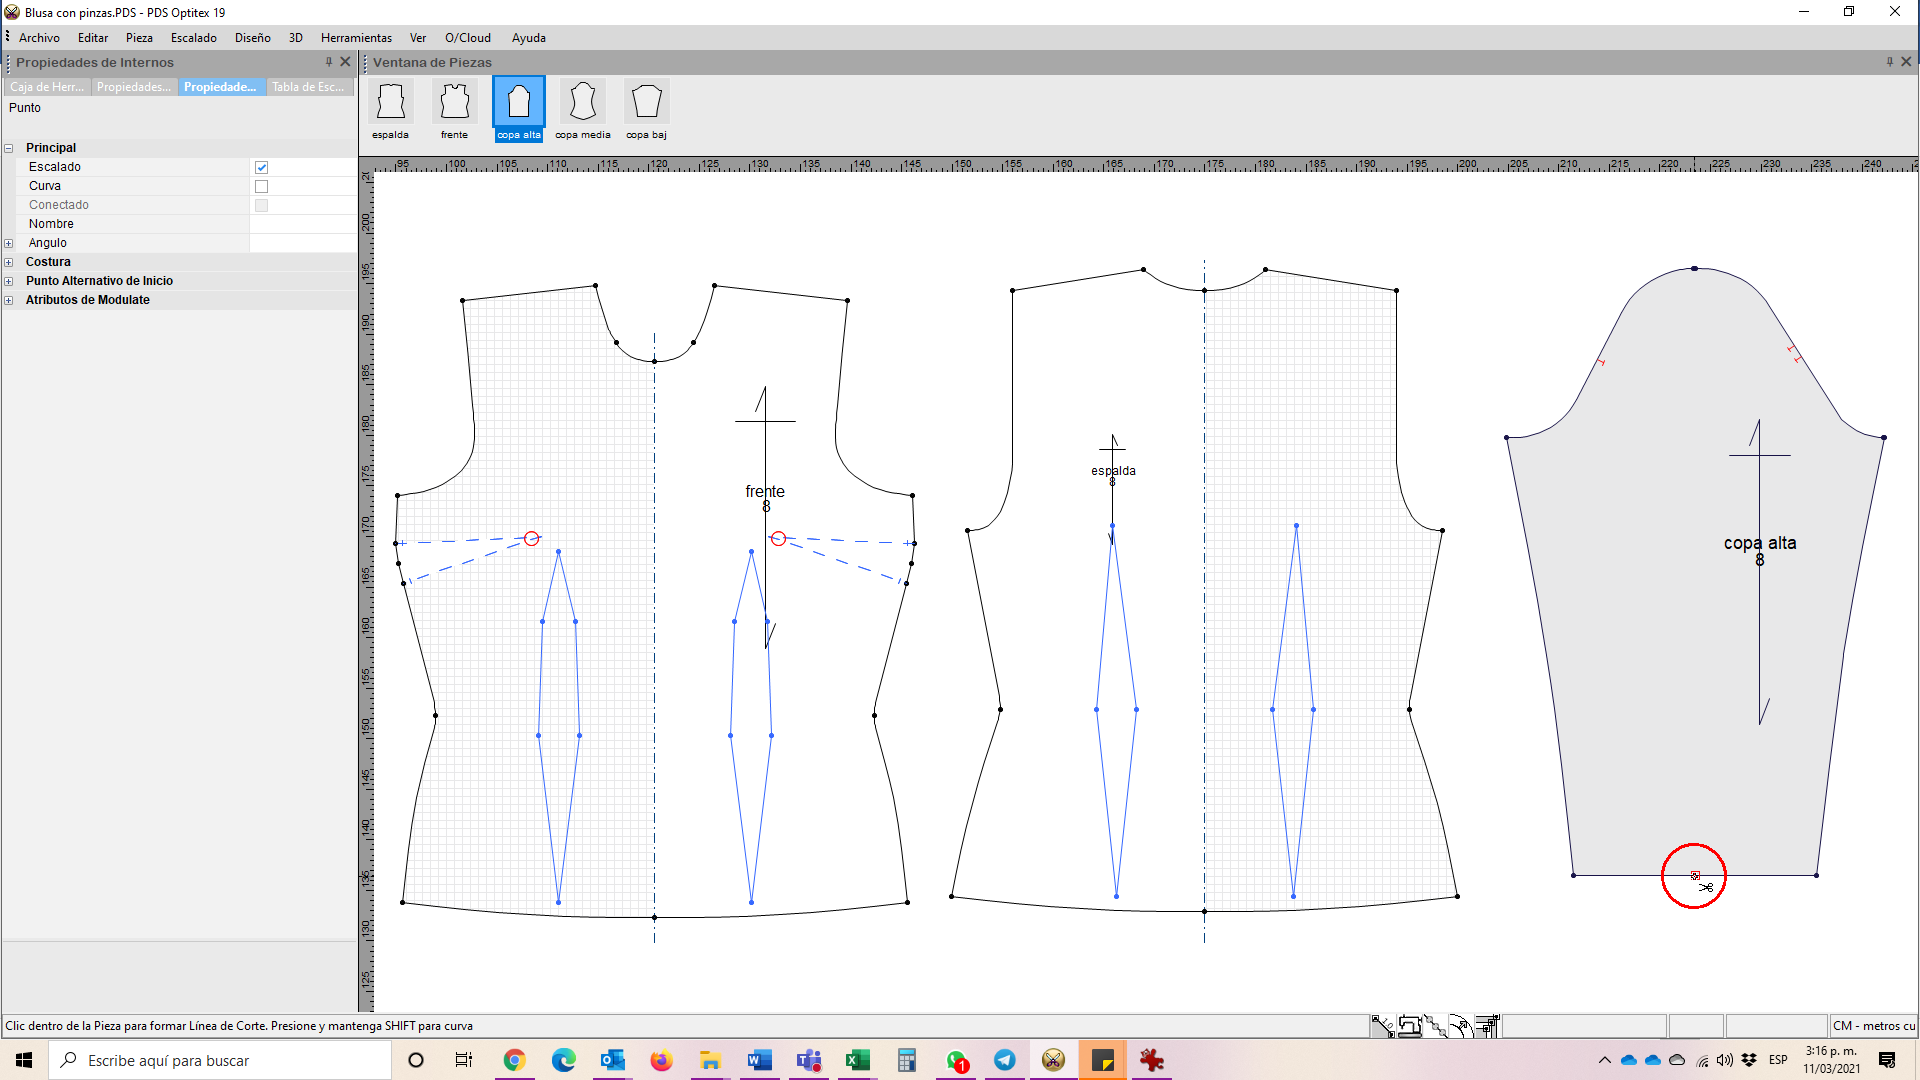 Blusa con pinzas.PDS - PDS Optitex 19
Archivo Editar Pieza Escalado Diseño 3D Herramientas Ver O/Cloud Ayuda
Propiedades de Internos
Caja de Herr... Propiedades... Propiedade... Tabla de Esc...
Punto
Principal
Escalado
Curva
Conectado
Nombre
Angulo
Costura
Punto Alternativo de Inicio
Atributos de Modulate
Ventana de Piezas
espalda frente copa alta copa media copa baj
95 100 105 110 115 120 125 130 135 140 145 150 155 160 165 170 175 180 185 190 195 200 205 210 215 220 225 230 235 240
200
195
190
185
180
175
170
165
160
155
150
145
140
135
130
125
frente
8
espalda
8
copa alta
8
Clic dentro de la Pieza para formar Línea de Corte. Presione y mantenga SHIFT para curva
CM - metros cu
Escribe aquí para buscar
1
ESP
3:16 p. m.
11/03/2021